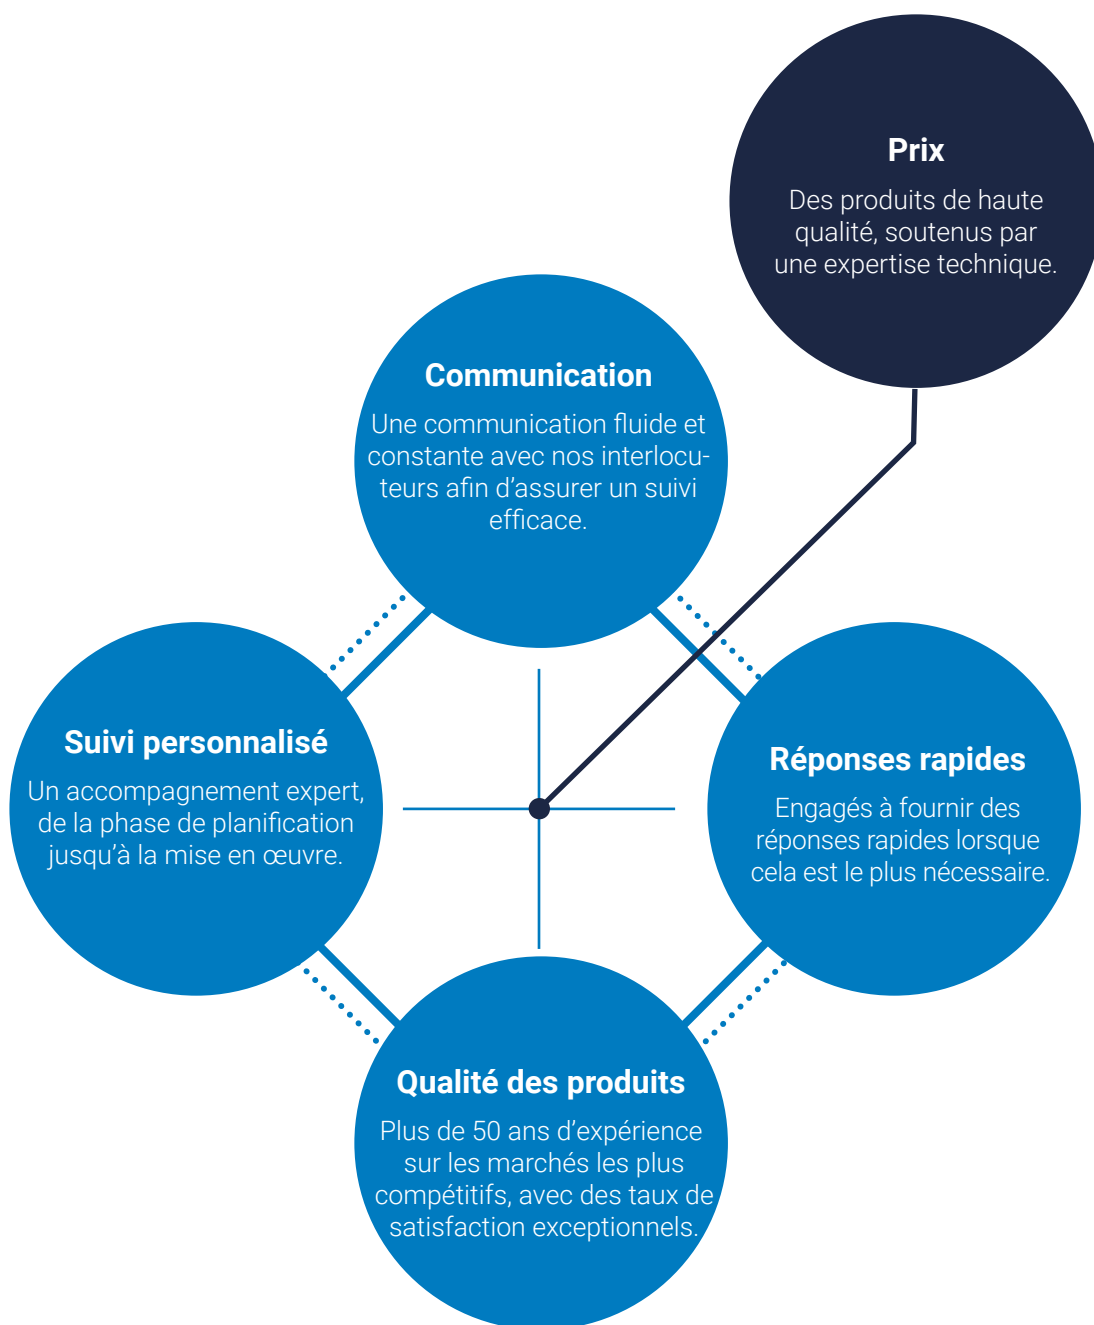 Prix
Des produits de haute
qualité, soutenus par
une expertise technique.
Communication
Une communication fluide et
constante avec nos interlocu-
teurs afin d’assurer un suivi
efficace.
Suivi personnalisé
Un accompagnement expert,
de la phase de planification
jusqu’à la mise en œuvre.
Réponses rapides
Engagés à fournir des
réponses rapides lorsque
cela est le plus nécessaire.
Qualité des produits
Plus de 50 ans d’expérience
sur les marchés les plus
compétitifs, avec des taux de
satisfaction exceptionnels.